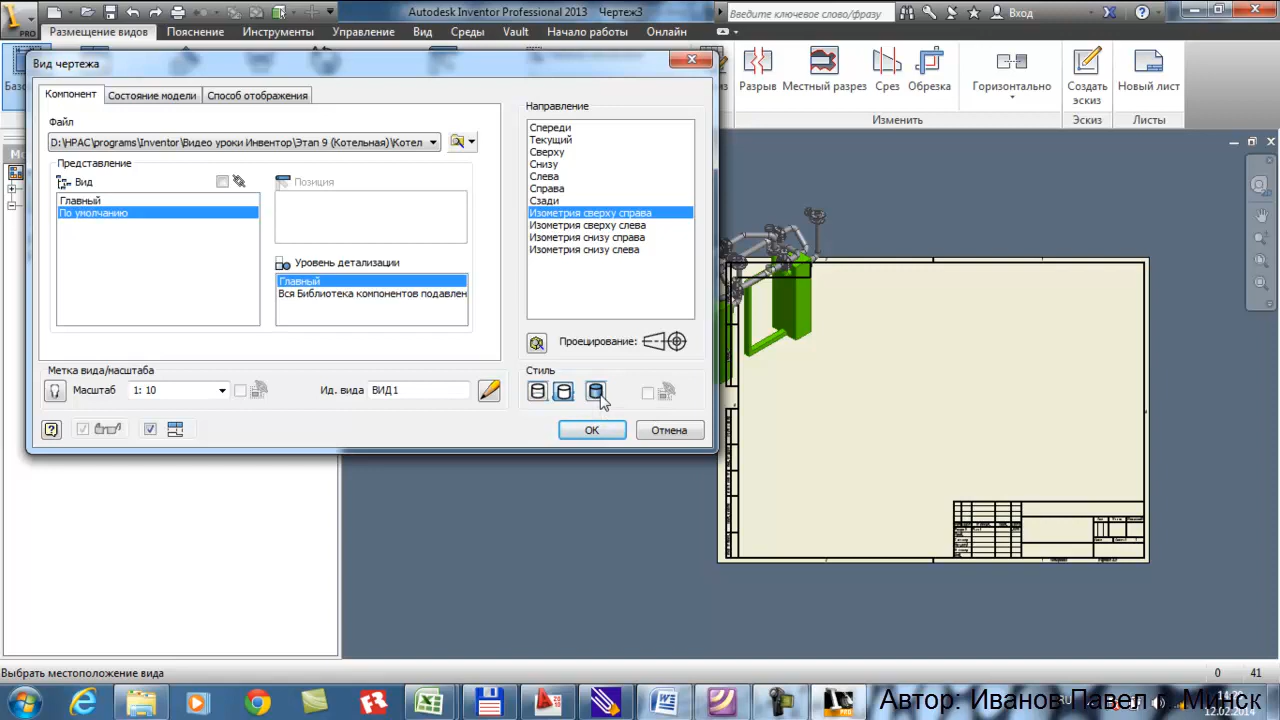 Autodesk Inventor Professional 2013 Чертеж3
Введите ключевое слово/фразу
Вход
PRO
Размещение видов
Пояснение
Инструменты
Управление
Вид
Среды
Vault
Начало работы
Онлайн
Разрыв
Местный разрез
Срез
Обрезка
Горизонтально
Создать
эскиз
Новый лист
Изменить
Эскиз
Листы
Вид чертежа
Компонент
Состояние модели
Способ отображения
Файл
D:\HPAC\programs\Inventor\Видео уроки Инвентор\Этап 9 (Котельная)\Котел
Представление
Вид
Главный
По умолчанию
Позиция
Уровень детализации
Главный
Вся Библиотека компонентов подавлен
Направление
Спереди
Текущий
Сверху
Снизу
Слева
Справа
Сзади
Изометрия сверху справа
Изометрия сверху слева
Изометрия снизу справа
Изометрия снизу слева
Проецирование:
Метка вида/масштаба
Масштаб
1: 10
Ид. вида
ВИД1
Стиль
OK
Отмена
Выбрать местоположение вида
0
41
Автор: Иванов Павел г. Минск
12.02.2014